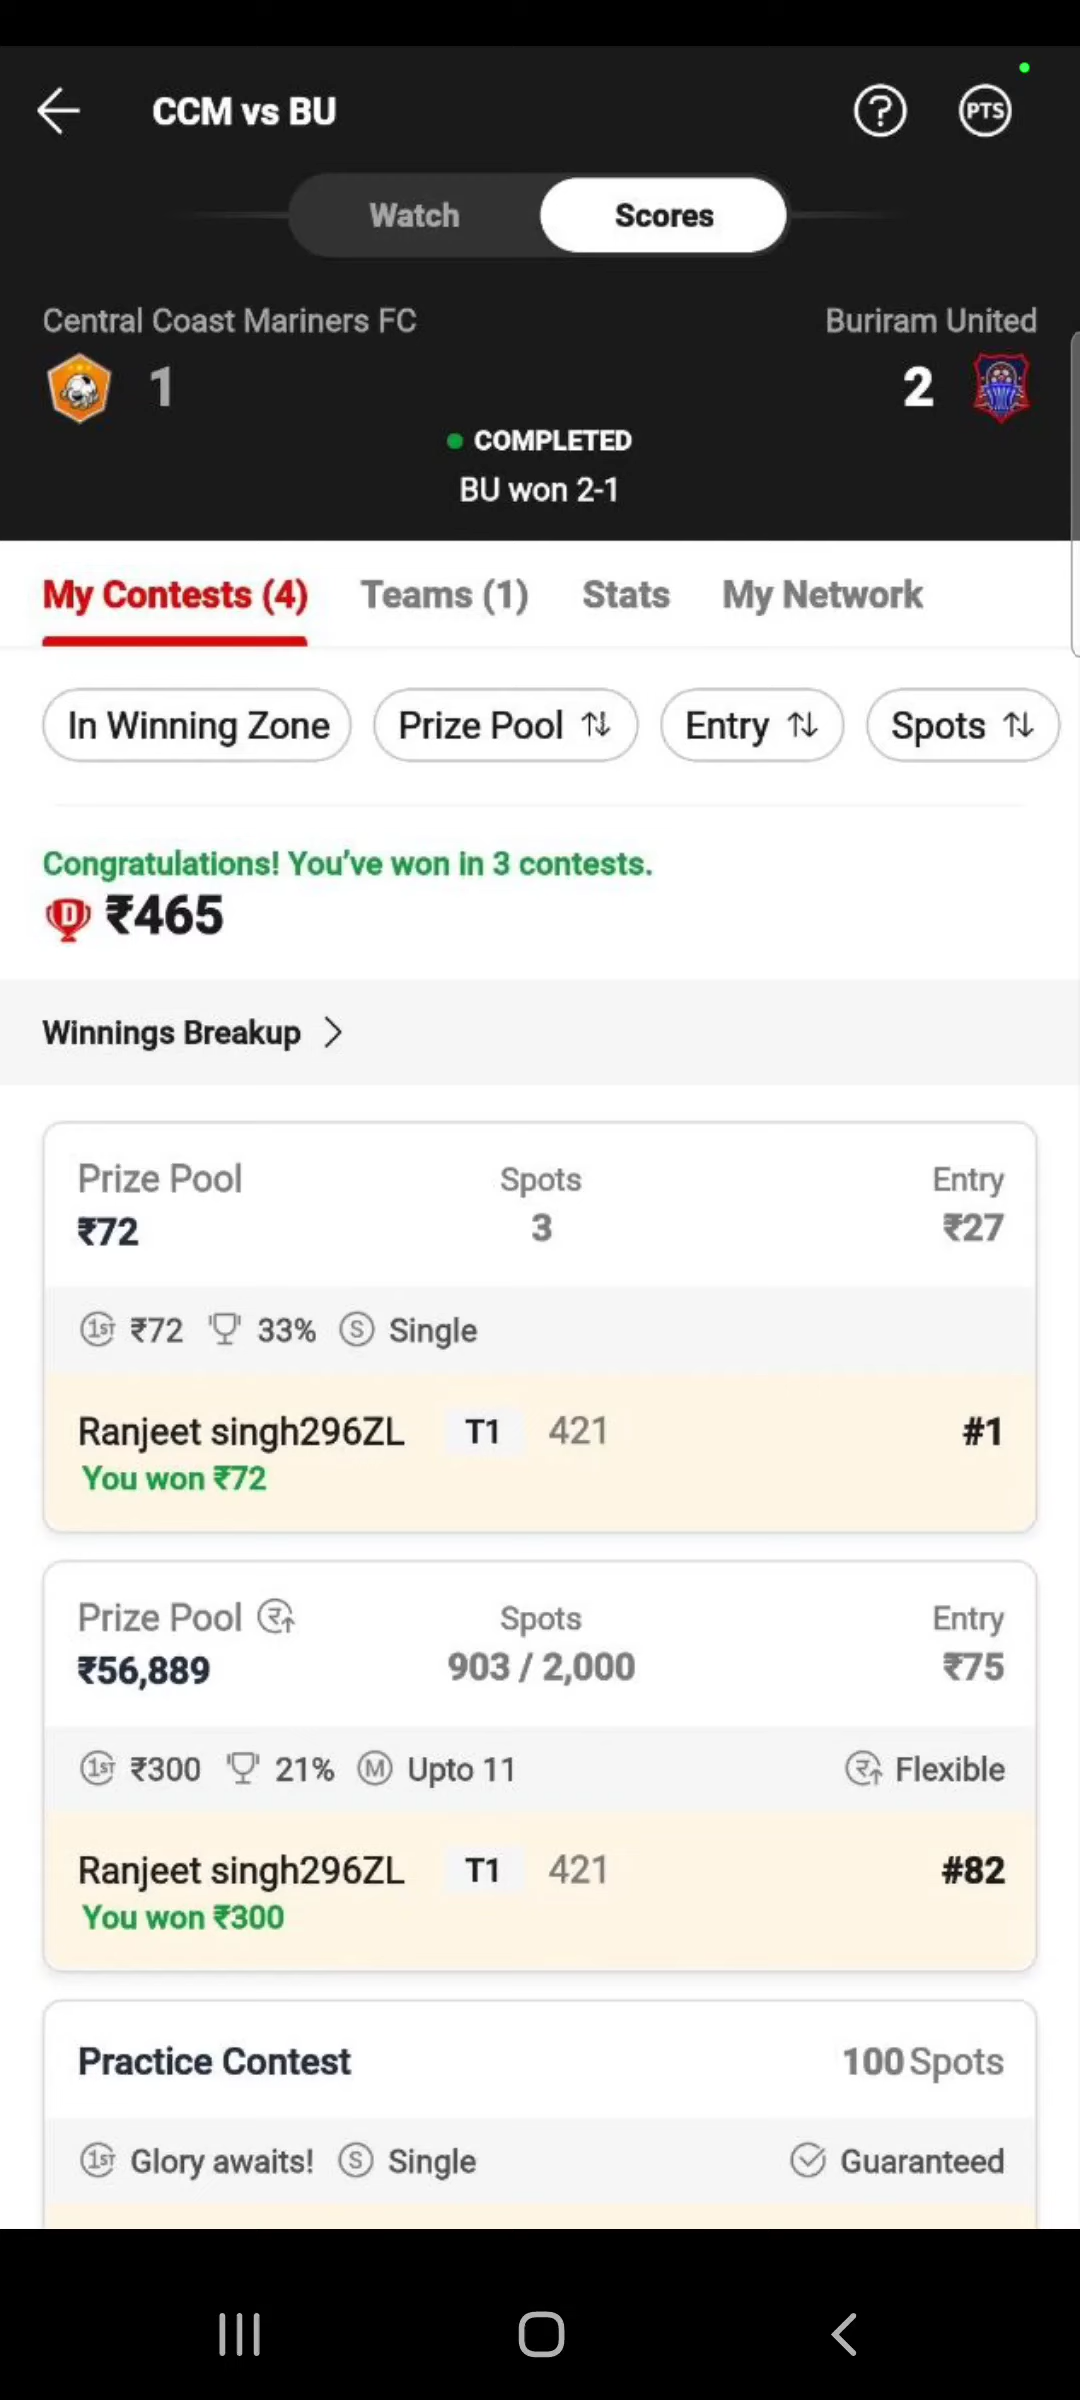 CCM vs BU
PTS
Watch
Scores
Central Coast Mariners FC
Buriram United
1
2
COMPLETED
BU won 2-1
My Contests (4)
Teams (1)
Stats
My Network
In Winning Zone
Prize Pool
Entry
Spots
Congratulations! You've won in 3 contests.
D ₹465
Winnings Breakup
Prize Pool
Spots
Entry
₹72
3
₹27
1ST ₹72 33% S Single
Ranjeet singh296ZL T1 421 #1
You won ₹72
Prize Pool
Spots
Entry
₹56,889
903 / 2,000
₹75
1ST ₹300 21% M Upto 11 Flexible
Ranjeet singh296ZL T1 421 #82
You won ₹300
Practice Contest
100 Spots
1ST Glory awaits! S Single Guaranteed